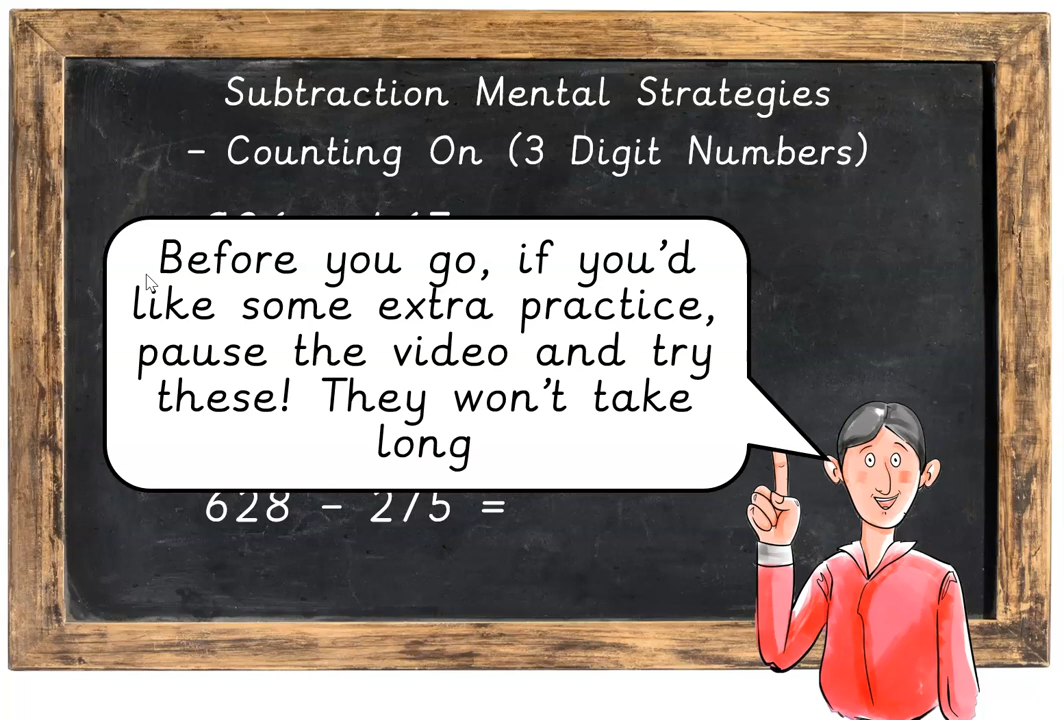 Subtraction Mental Strategies
- Counting On (3 Digit Numbers)
Before you go, if you'd
like some extra practice,
pause the video and try
these! They won't take
long
628 - 275 =